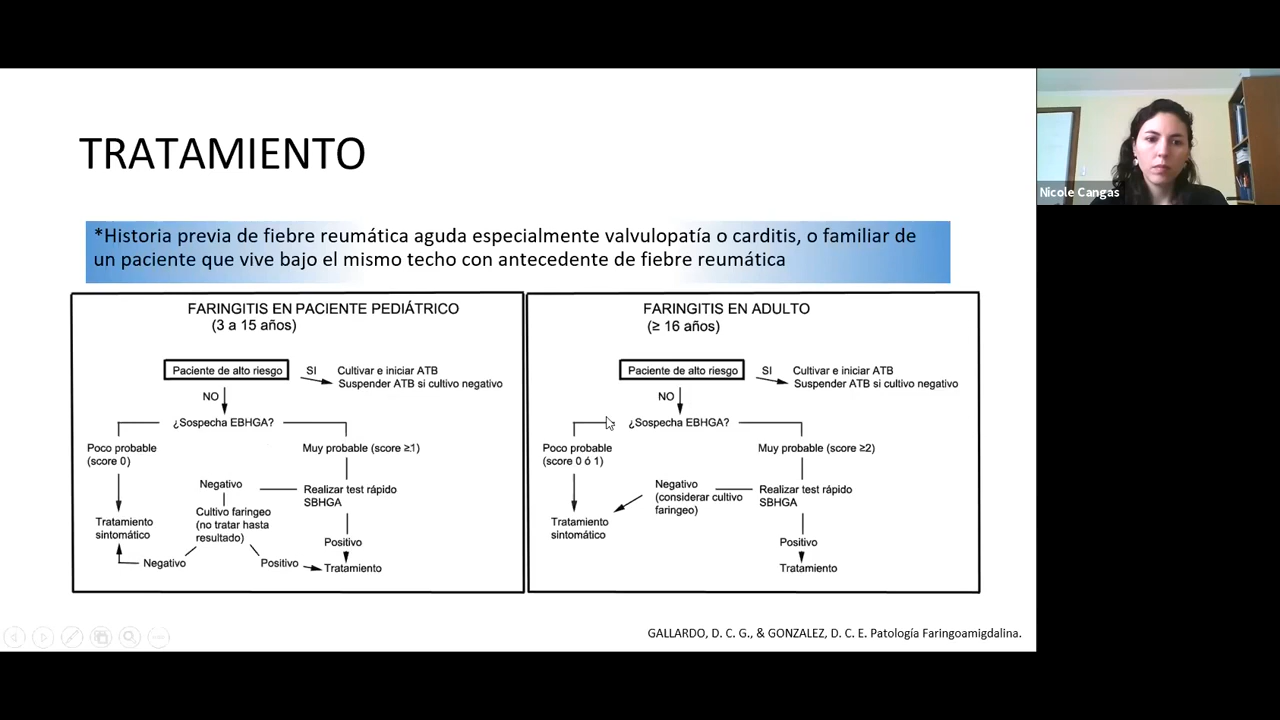 TRATAMIENTO
*Historia previa de fiebre reumática aguda especialmente valvulopatía o carditis, o familiar de
un paciente que vive bajo el mismo techo con antecedente de fiebre reumática
FARINGITIS EN PACIENTE PEDIÁTRICO
(3 a 15 años)
Paciente de alto riesgo
SI
Cultivar e iniciar ATB
Suspender ATB si cultivo negativo
NO
¿Sospecha EBHGA?
Poco probable
(score 0)
Muy probable (score ≥1)
Negativo
Realizar test rápido
SBHGA
Cultivo faringeo
(no tratar hasta
resultado)
Tratamiento
sintomático
Positivo
Negativo
Positivo
Tratamiento
FARINGITIS EN ADULTO
(≥ 16 años)
Paciente de alto riesgo
SI
Cultivar e iniciar ATB
Suspender ATB si cultivo negativo
NO
¿Sospecha EBHGA?
Poco probable
(score 0 ó 1)
Muy probable (score ≥2)
Negativo
(considerar cultivo
faringeo)
Realizar test rápido
SBHGA
Tratamiento
sintomático
Positivo
Tratamiento
GALLARDO, D. C. G., & GONZALEZ, D. C. E. Patología Faringoamigdalina.
Nicole Cangas